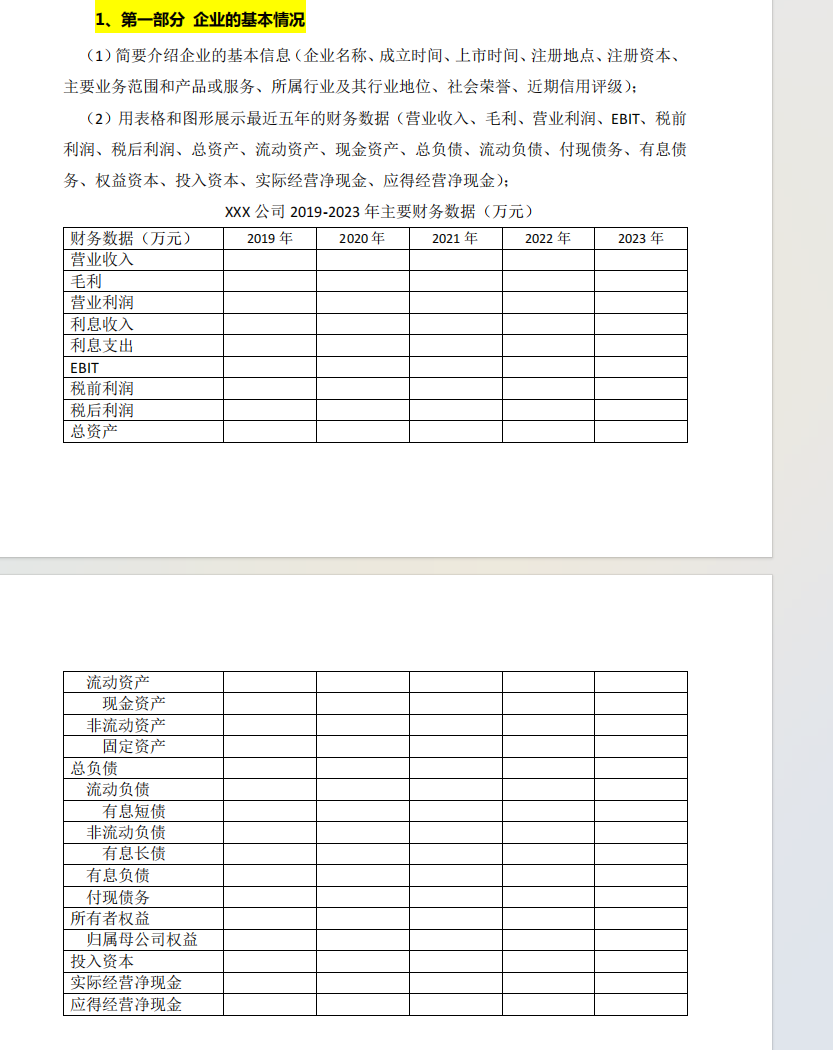 1、第一部分 企业的基本情况
（1）简要介绍企业的基本信息（企业名称、成立时间、上市时间、注册地点、注册资本、
主要业务范围和产品或服务、所属行业及其行业地位、社会荣誉、近期信用评级）；
（2）用表格和图形展示最近五年的财务数据（营业收入、毛利、营业利润、EBIT、税前
利润、税后利润、总资产、流动资产、现金资产、总负债、流动负债、付现债务、有息债
务、权益资本、投入资本、实际经营净现金、应得经营净现金）；
XXX 公司 2019-2023 年主要财务数据（万元）
财务数据（万元） 2019 年 2020 年 2021 年 2022 年 2023 年
营业收入
毛利
营业利润
利息收入
利息支出
EBIT
税前利润
税后利润
总资产
流动资产
现金资产
非流动资产
固定资产
总负债
流动负债
有息短债
非流动负债
有息长债
有息负债
付现债务
所有者权益
归属母公司权益
投入资本
实际经营净现金
应得经营净现金